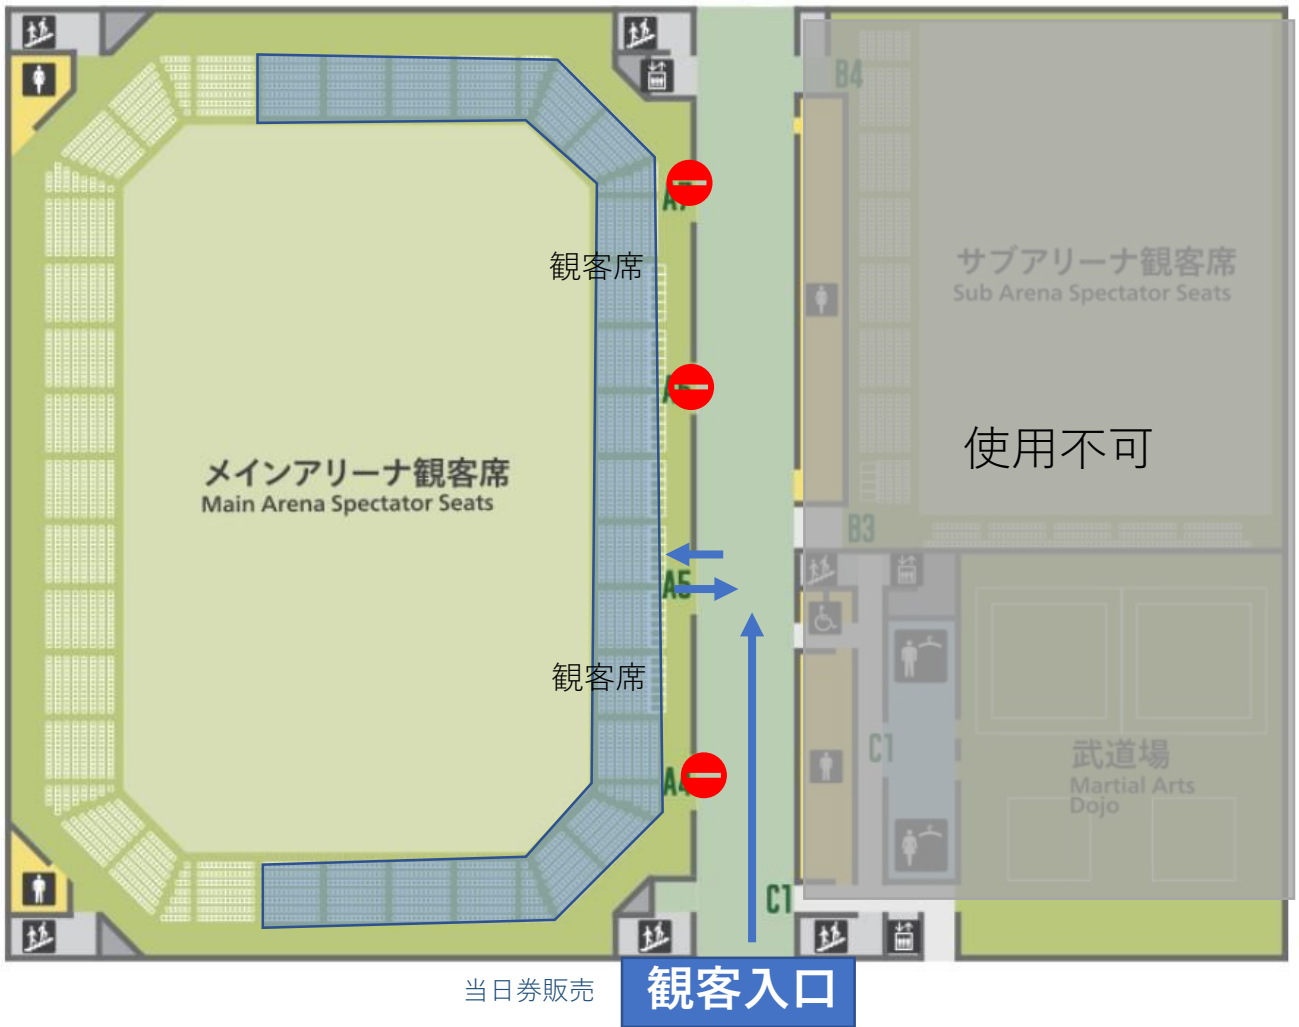 B4
A7
観客席
サブアリーナ観客席
Sub Arena Spectator Seats
A6
使用不可
メインアリーナ観客席
Main Arena Spectator Seats
B3
A5
観客席
C1
武道場
Martial Arts
Dojo
A4
C1
当日券販売
観客入口